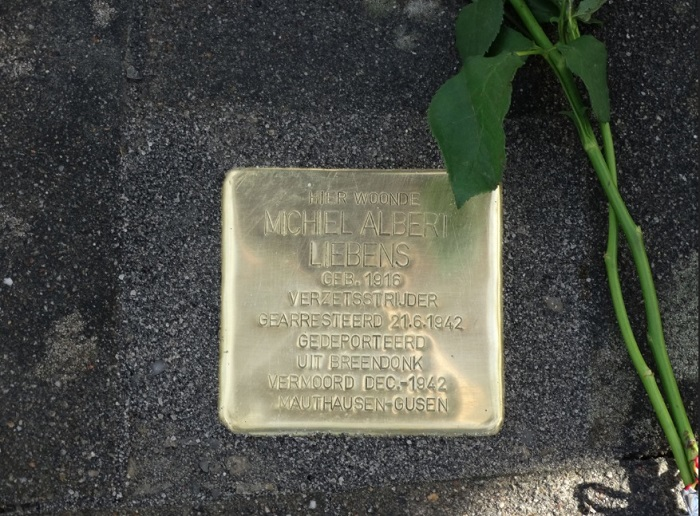 HIER WOONDE
MICHIEL ALBERT
LIEBENS
GEB. 1916
VERZETSSTRIJDER
GEARRESTEERD 21.6.1942
GEDEPORTEERD
UIT BREENDONK
VERMOORD DEC. 1942
MAUTHAUSEN-GUSEN